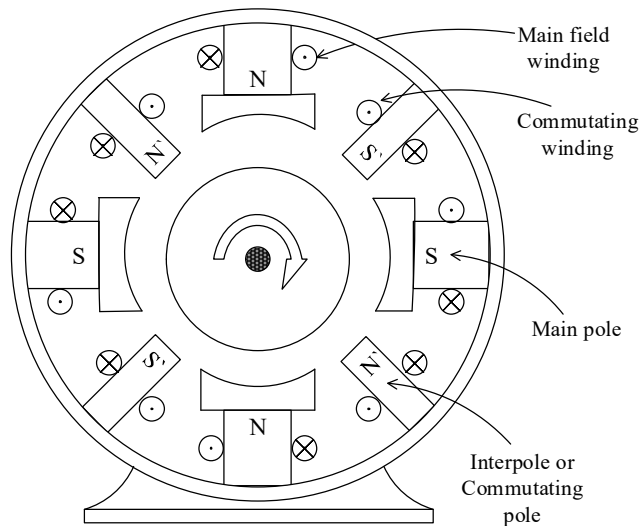 Main field
winding
N
Commutating
winding
N`
S`
S
S
Main pole
S`
N`
N
Interpole or
Commutating
pole